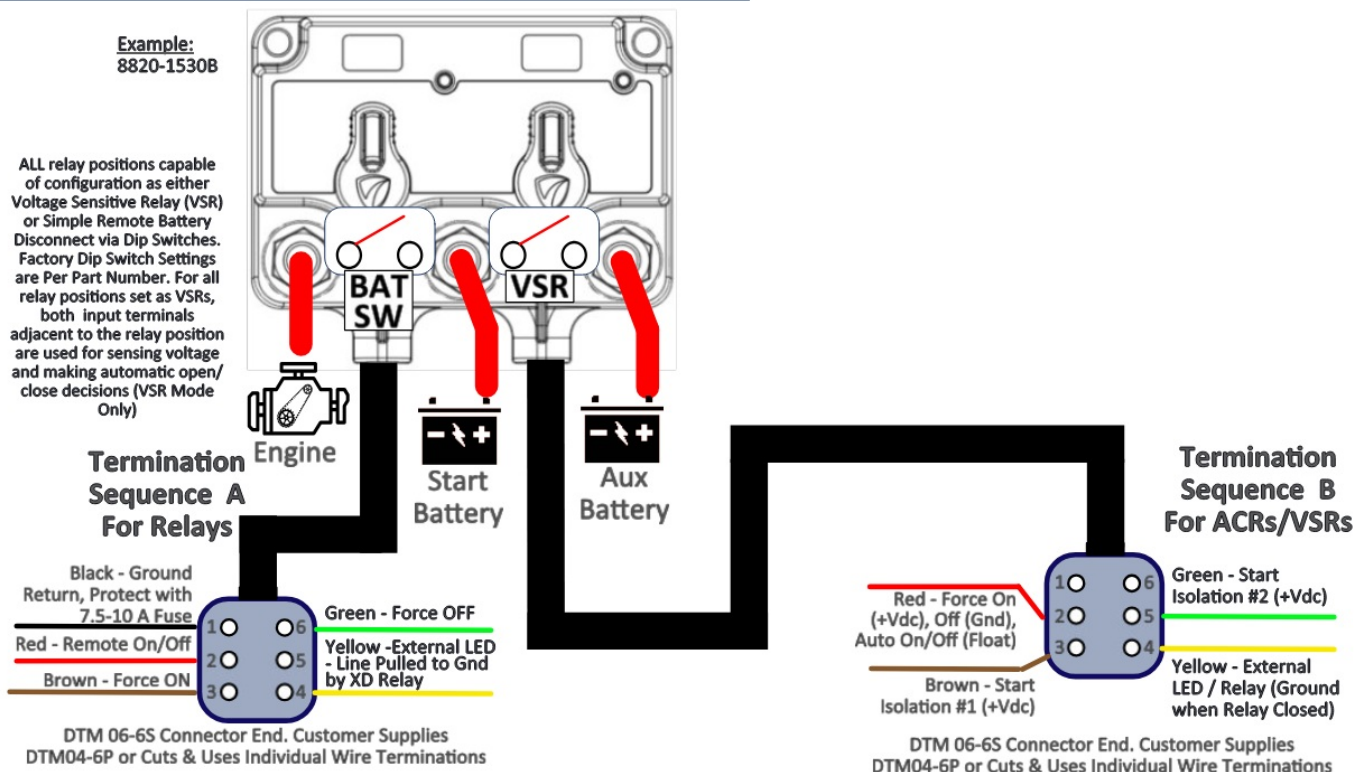 Example:
8820-1530B
ALL relay positions capable
of configuration as either
Voltage Sensitive Relay (VSR)
or Simple Remote Battery
Disconnect via Dip Switches.
Factory Dip Switch Settings
are Per Part Number. For all
relay positions set as VSRs,
both input terminals
adjacent to the relay position
are used for sensing voltage
and making automatic open/
close decisions (VSR Mode
Only)
BAT
SW
VSR
Engine
Start
Battery
Aux
Battery
Termination
Sequence A
For Relays
Black - Ground
Return, Protect with
7.5-10 A Fuse
Red - Remote On/Off
Brown - Force ON
1
2
3
6
5
4
Green - Force OFF
Yellow -External LED
- Line Pulled to Gnd
by XD Relay
DTM 06-6S Connector End. Customer Supplies
DTM04-6P or Cuts & Uses Individual Wire Terminations
Termination
Sequence B
For ACRs/VSRs
Red - Force On
(+Vdc), Off (Gnd),
Auto On/Off (Float)
Brown - Start
Isolation #1 (+Vdc)
1
2
3
6
5
4
Green - Start
Isolation #2 (+Vdc)
Yellow - External
LED / Relay (Ground
when Relay Closed)
DTM 06-6S Connector End. Customer Supplies
DTM04-6P or Cuts & Uses Individual Wire Terminations